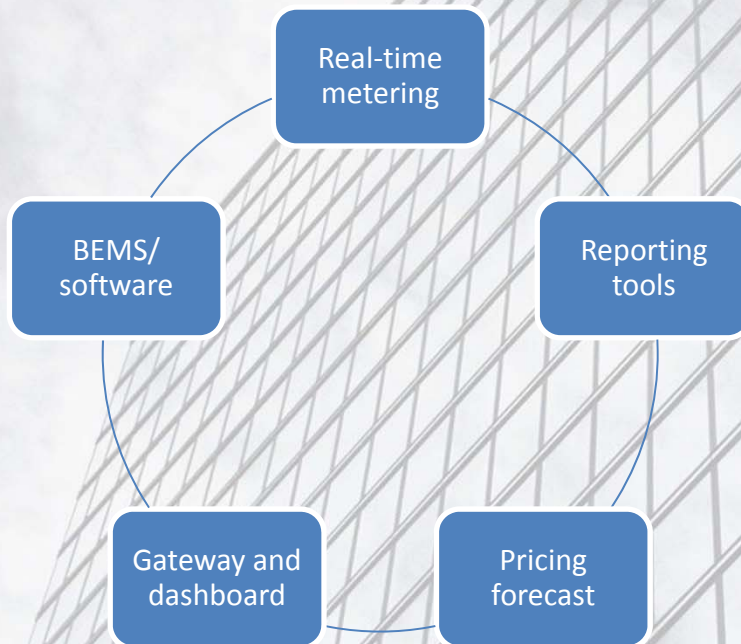 Real-time
metering
BEMS/
software
Reporting
tools
Gateway and
dashboard
Pricing
forecast